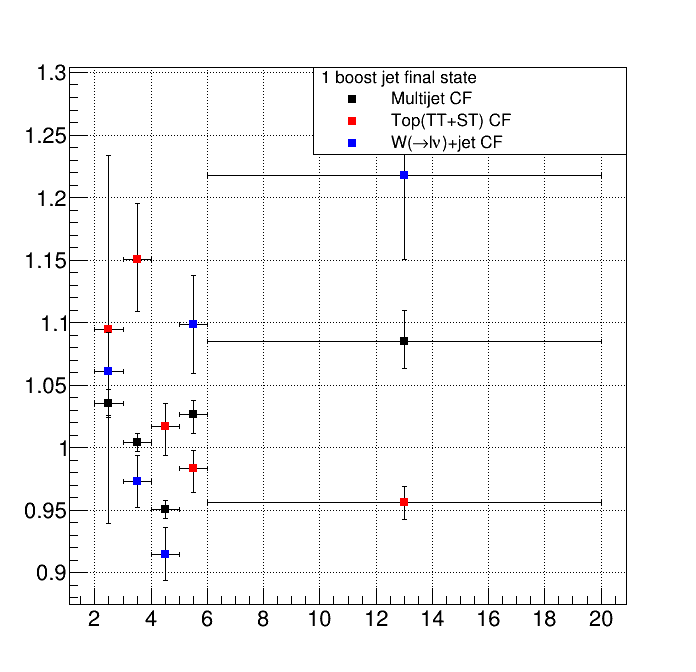 1 boost jet final state
Multijet CF
Top(TT+ST) CF
W(→lν)+jet CF
1.3
1.25
1.2
1.15
1.1
1.05
1
0.95
0.9
2 4 6 8 10 12 14 16 18 20